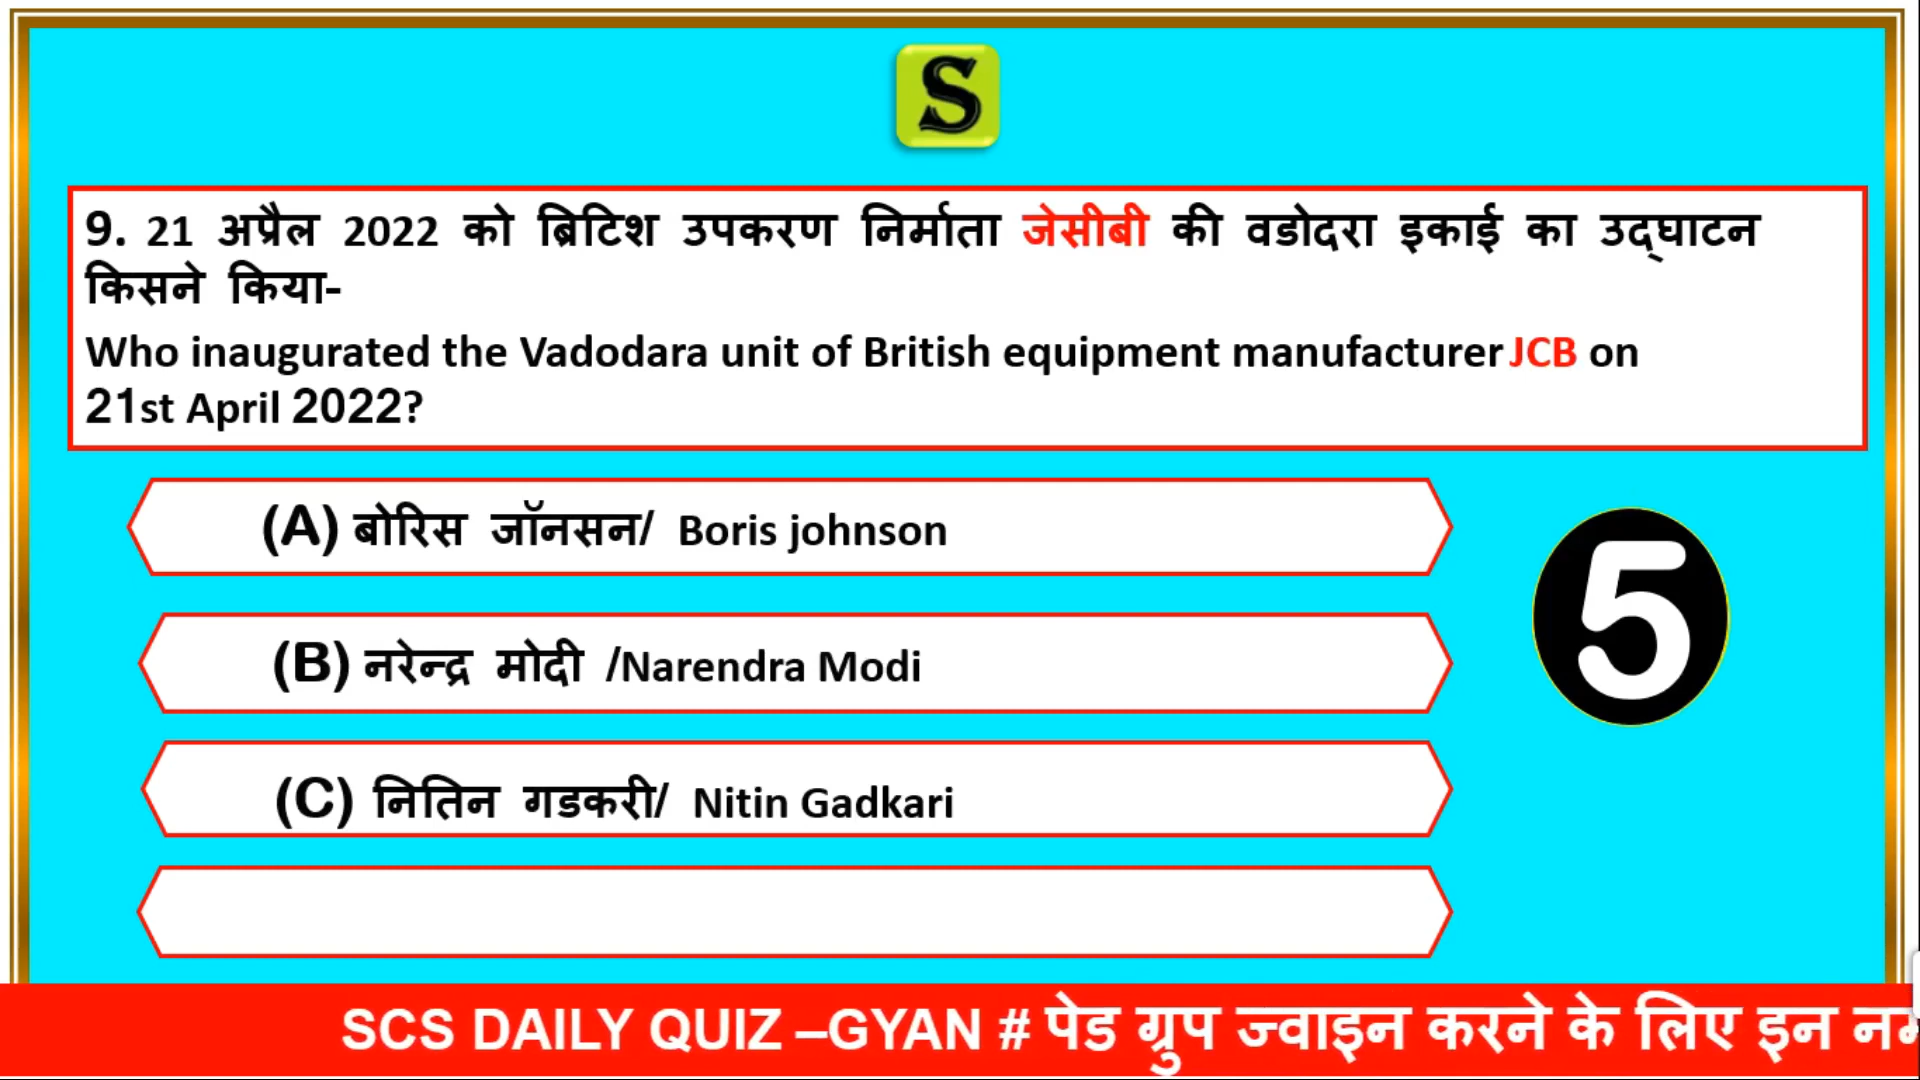 S
9. 21 अप्रैल 2022 को ब्रिटिश उपकरण निर्माता जेसीबी की वडोदरा इकाई का उद्घाटन
किसने किया-
Who inaugurated the Vadodara unit of British equipment manufacturer JCB on
21st April 2022?
(A) बोरिस जॉनसन/ Boris johnson
5
(B) नरेन्द्र मोदी /Narendra Modi
(C) नितिन गडकरी/ Nitin Gadkari
SCS DAILY QUIZ –GYAN # पेड ग्रुप ज्वाइन करने के लिए इन